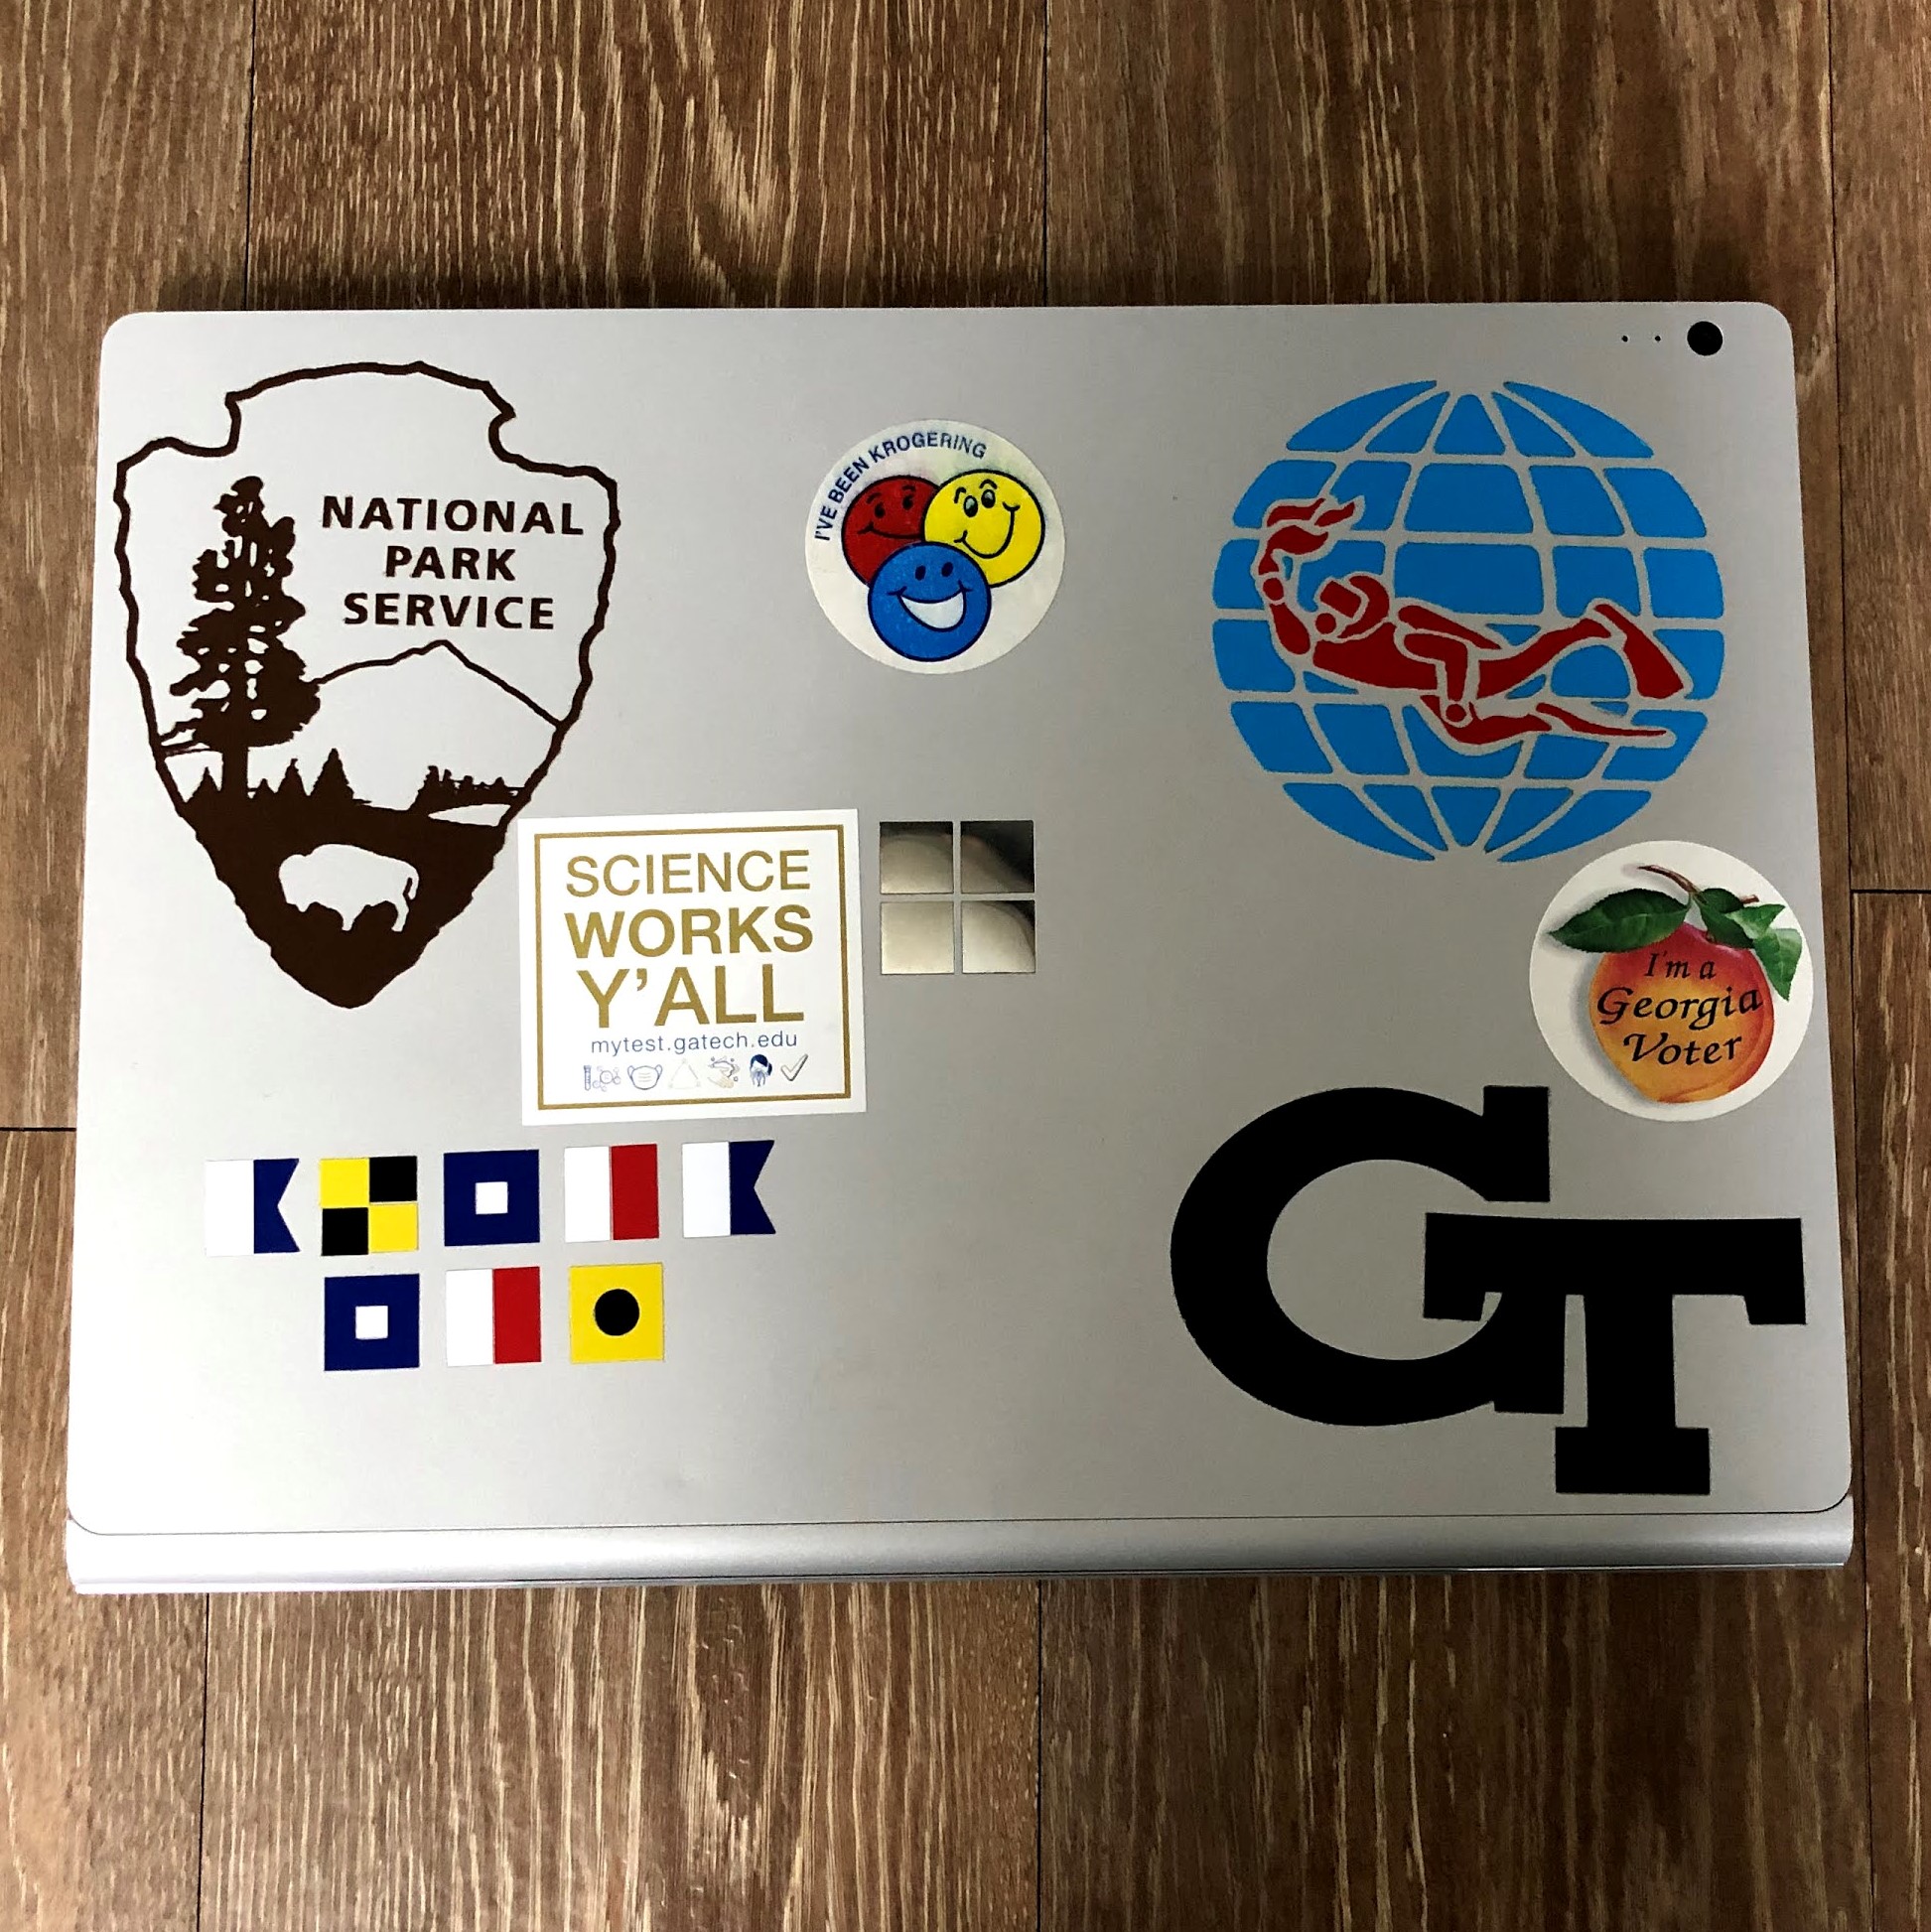 NATIONAL
PARK
SERVICE
I'VE BEEN KROGERING
SCIENCE
WORKS
Y'ALL
mytest.gatech.edu
I'm a
Georgia
Voter
GT